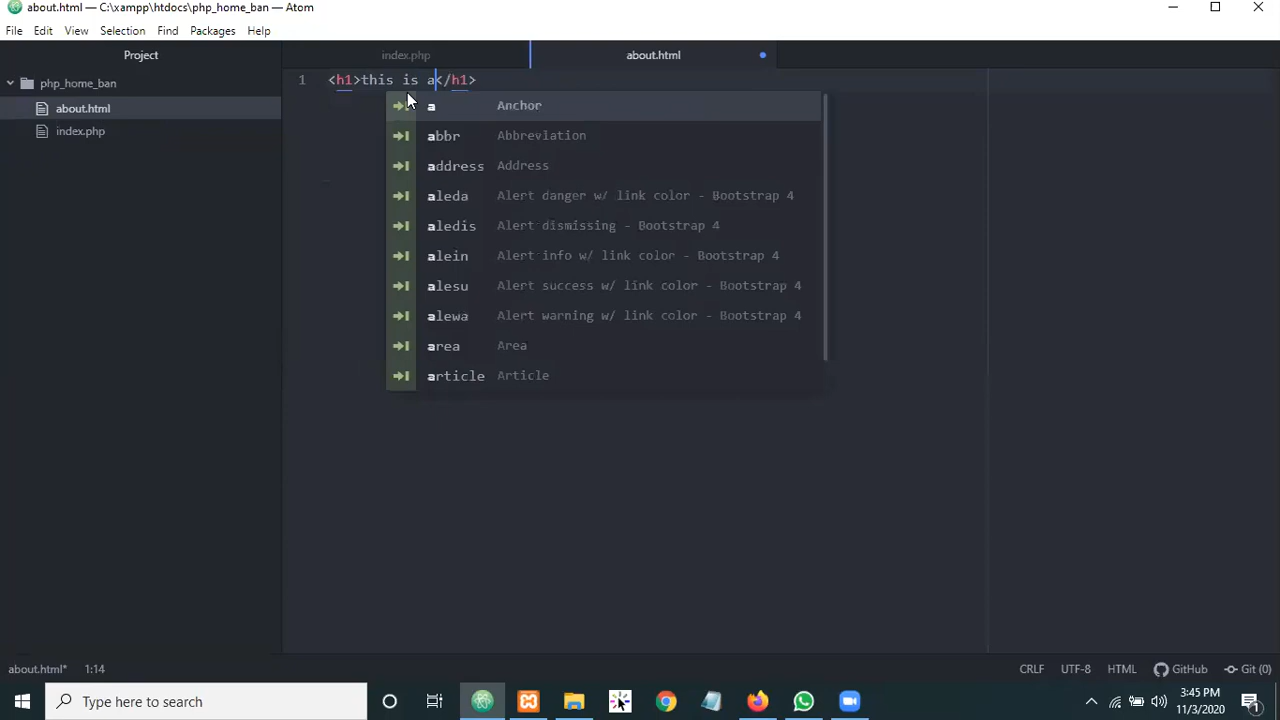 about.html — C:\xampp\htdocs\php_home_ban — Atom
File Edit View Selection Find Packages Help
Project
index.php
about.html
php_home_ban
about.html
index.php
1 <h1>this is a</h1>
a Anchor
abbr Abbreviation
address Address
aleda Alert danger w/ link color - Bootstrap 4
aledis Alert dismissing - Bootstrap 4
alein Alert info w/ link color - Bootstrap 4
alesu Alert success w/ link color - Bootstrap 4
alewa Alert warning w/ link color - Bootstrap 4
area Area
article Article
about.html* 1:14 CRLF UTF-8 HTML GitHub Git (0)
Type here to search
3:45 PM
11/3/2020
1